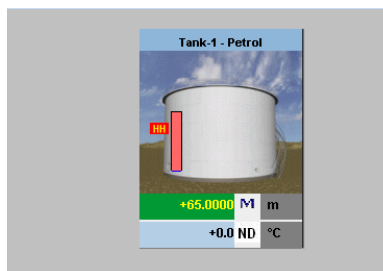 Tank-1 - Petrol
HH
+65.0000 M m
+0.0 ND °C